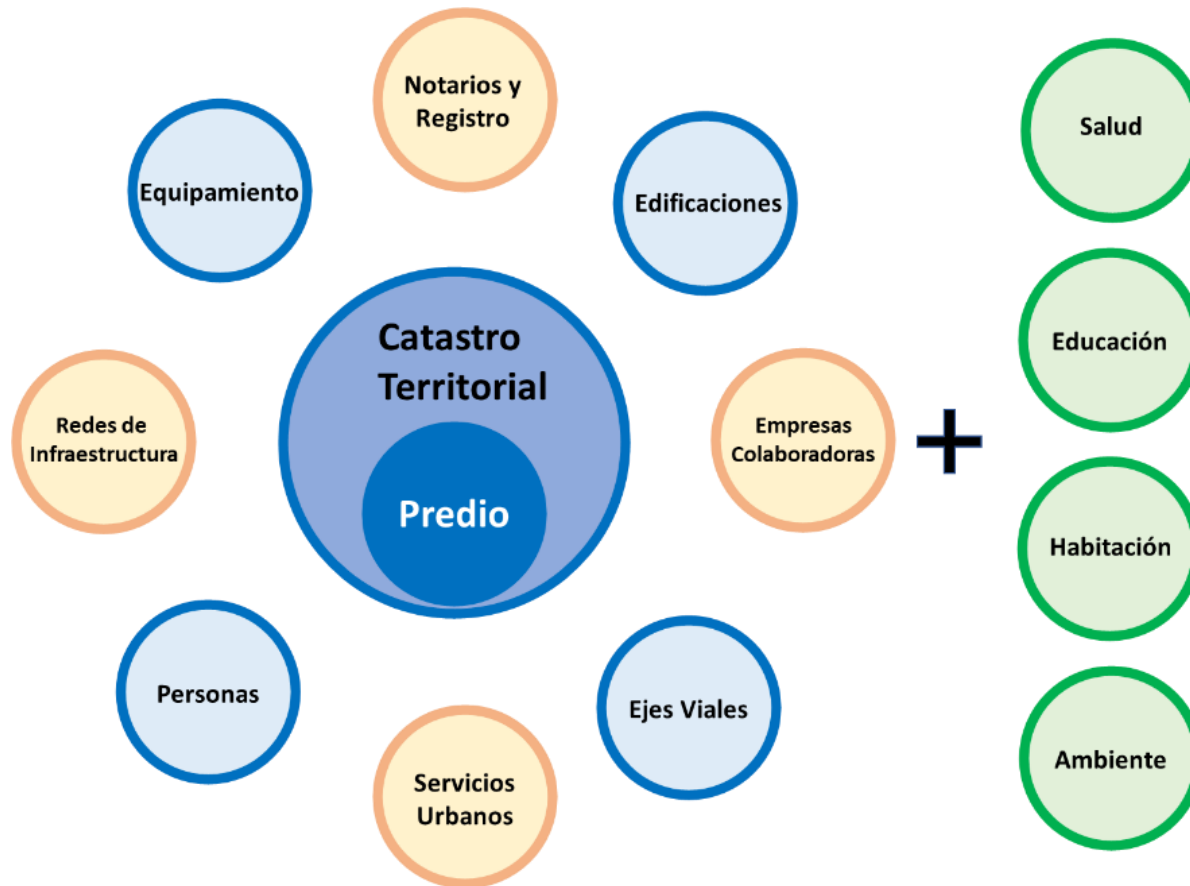 Notarios y
Registro
Salud
Equipamiento
Edificaciones
Catastro
Territorial
Educación
Redes de
Infraestructura
Empresas
Colaboradoras
Predio
Habitación
Personas
Ejes Viales
Servicios
Urbanos
Ambiente